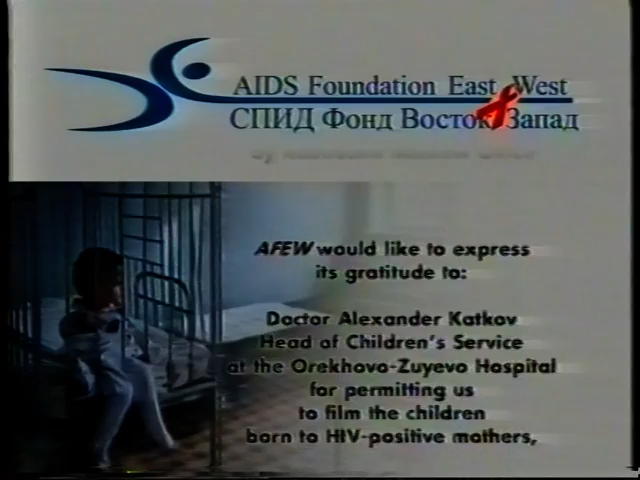 AIDS Foundation East West
СПИД Фонд Восток Запад
AFEW would like to express
its gratitude to:
Doctor Alexander Katkov
Head of Children's Service
at the Orekhovo-Zuyevo Hospital
for permitting us
to film the children
born to HIV-positive mothers,